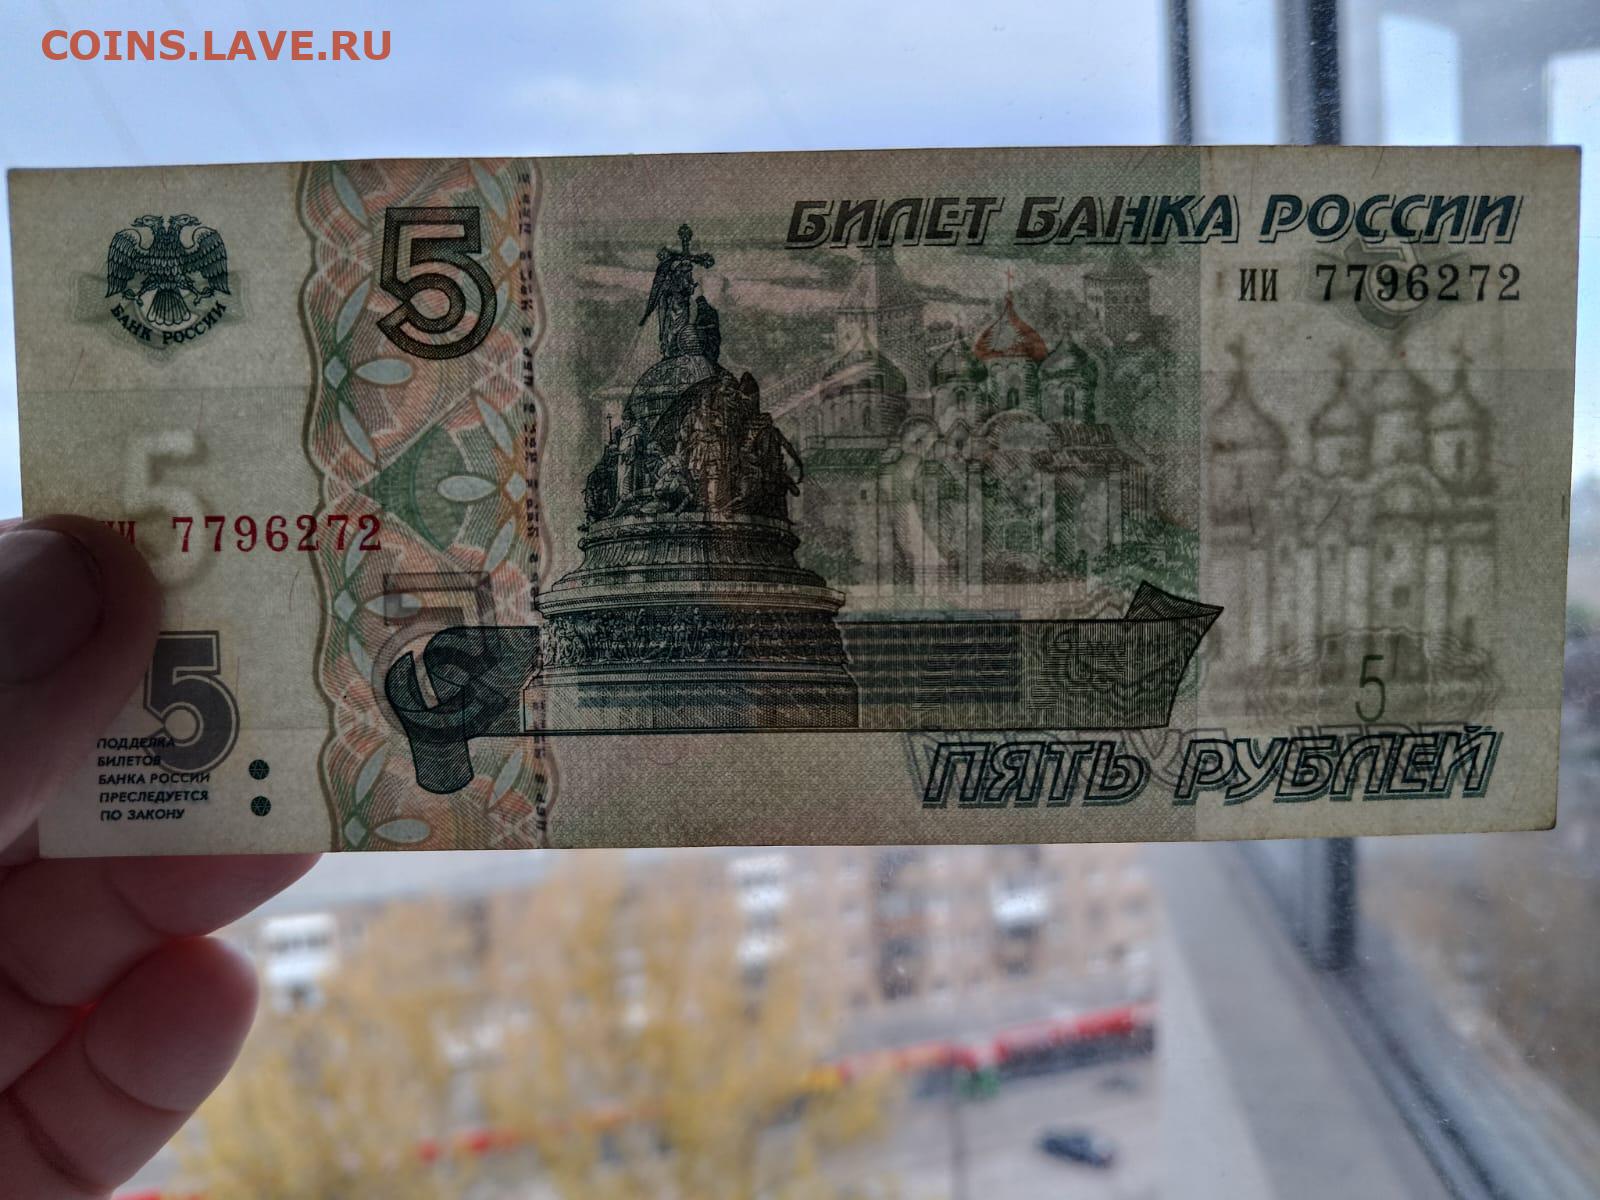 COINS.LAVE.RU
БИЛЕТ БАНКА РОССИИ
5
ИИ 7796272
БАНК РОССИИ
5
ИИ 7796272
5
5
ПОДДЕЛКА
БИЛЕТОВ
БАНКА РОССИИ
ПРЕСЛЕДУЕТСЯ
ПО ЗАКОНУ
ПЯТЬ РУБЛЕЙ